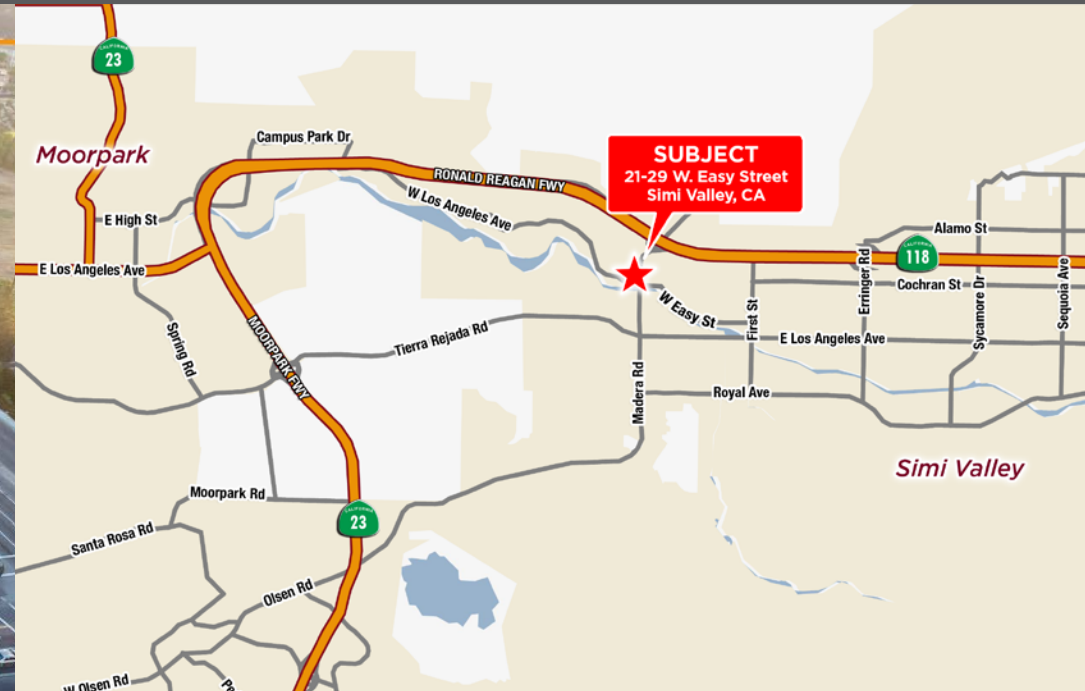 CALIFORNIA
23
Moorpark
Campus Park Dr
SUBJECT
21-29 W. Easy Street
Simi Valley, CA
RONALD REAGAN FWY
W Los Angeles Ave
E High St
Alamo St
CALIFORNIA
118
E Los Angeles Ave
Erringer Rd
Cochran St
Sycamore Dr
Sequoia Ave
W Easy St
First St
Spring Rd
MOORPARK FWY
Tierra Rejada Rd
E Los Angeles Ave
Madera Rd
Royal Ave
Simi Valley
Moorpark Rd
CALIFORNIA
23
Santa Rosa Rd
Olsen Rd
W Olsen Rd